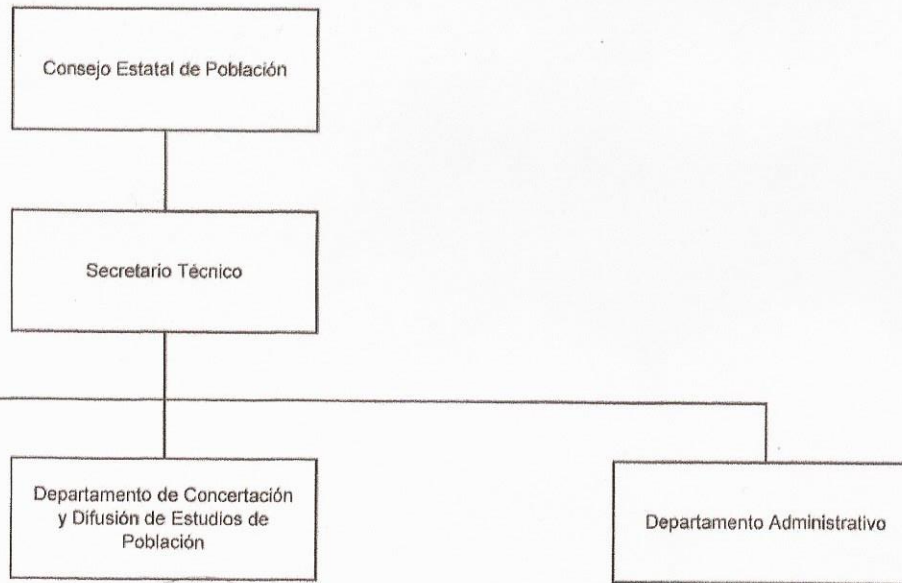 Consejo Estatal de Población
Secretario Técnico
Departamento de Concertación
y Difusión de Estudios de
Población
Departamento Administrativo